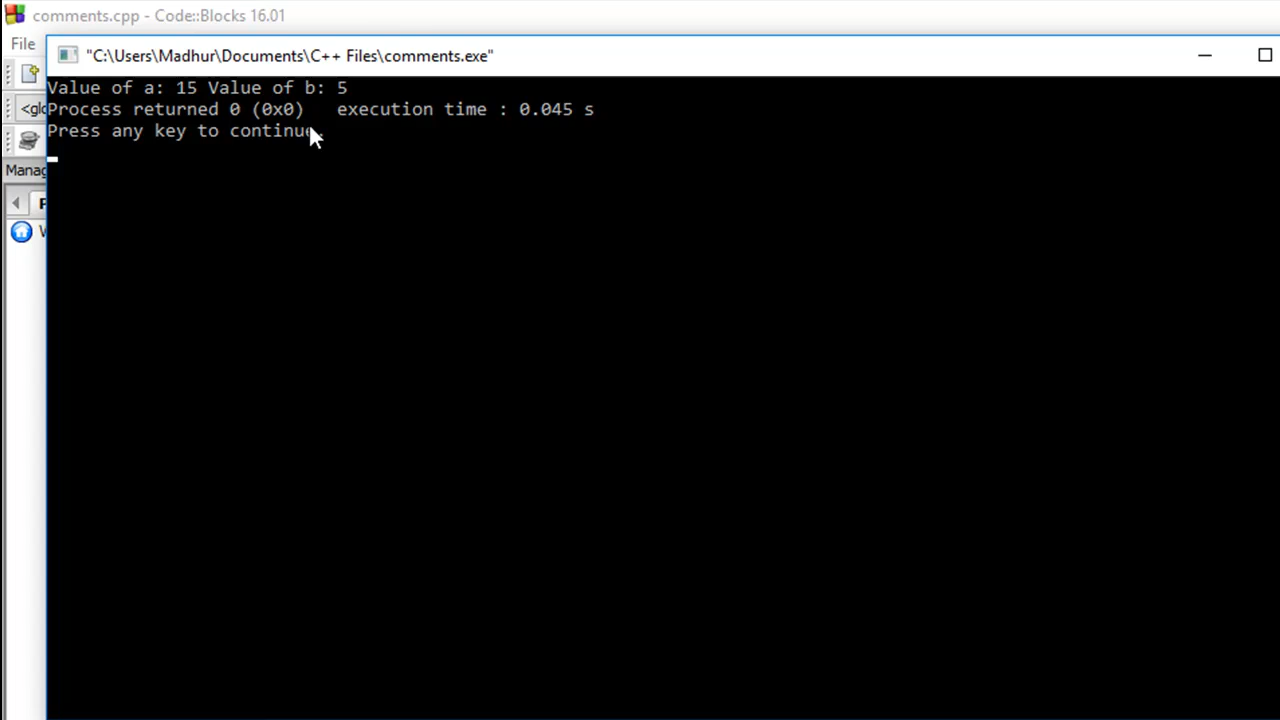 comments.cpp - Code::Blocks 16.01
File
"C:\Users\Madhur\Documents\C++ Files\comments.exe"
Value of a: 15 Value of b: 5
<glo
Process returned 0 (0x0)   execution time : 0.045 s
Press any key to continue.
Manag